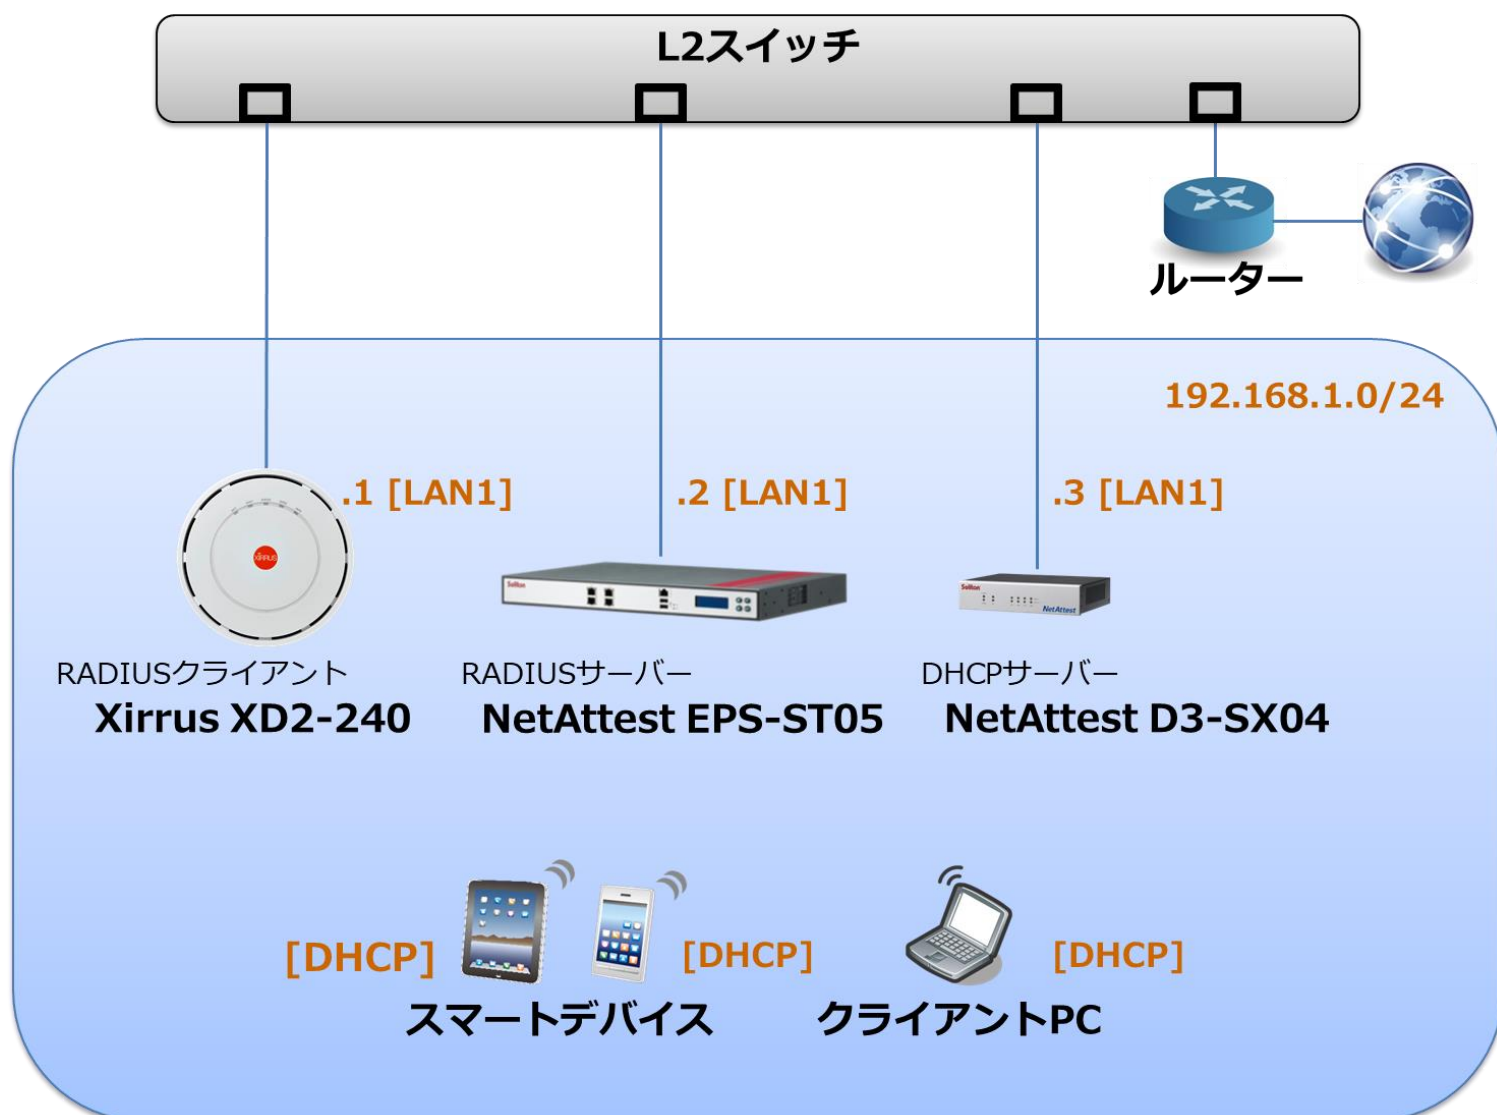 L2スイッチ
ルーター
192.168.1.0/24
.1 [LAN1]
.2 [LAN1]
.3 [LAN1]
XIRRUS
Soliton
Soliton
NetAttest
RADIUSクライアント
Xirrus XD2-240
RADIUSサーバー
NetAttest EPS-ST05
DHCPサーバー
NetAttest D3-SX04
[DHCP]
[DHCP]
[DHCP]
スマートデバイス
クライアントPC